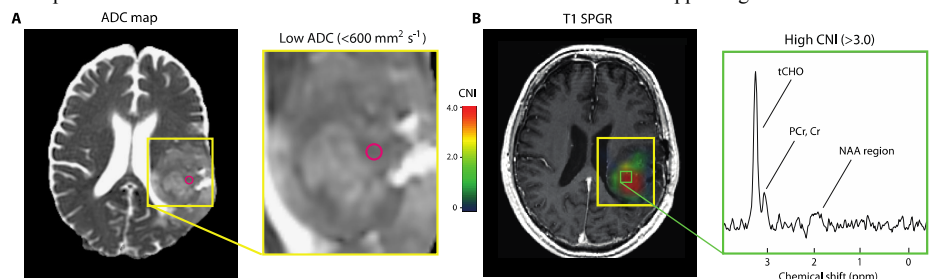 A
ADC map
Low ADC (<600 mm² s⁻¹)
CNI
4.0
2.0
0
B
T1 SPGR
High CNI (>3.0)
tCHO
PCr, Cr
NAA region
3 2 1 0
Chemical shift (ppm)